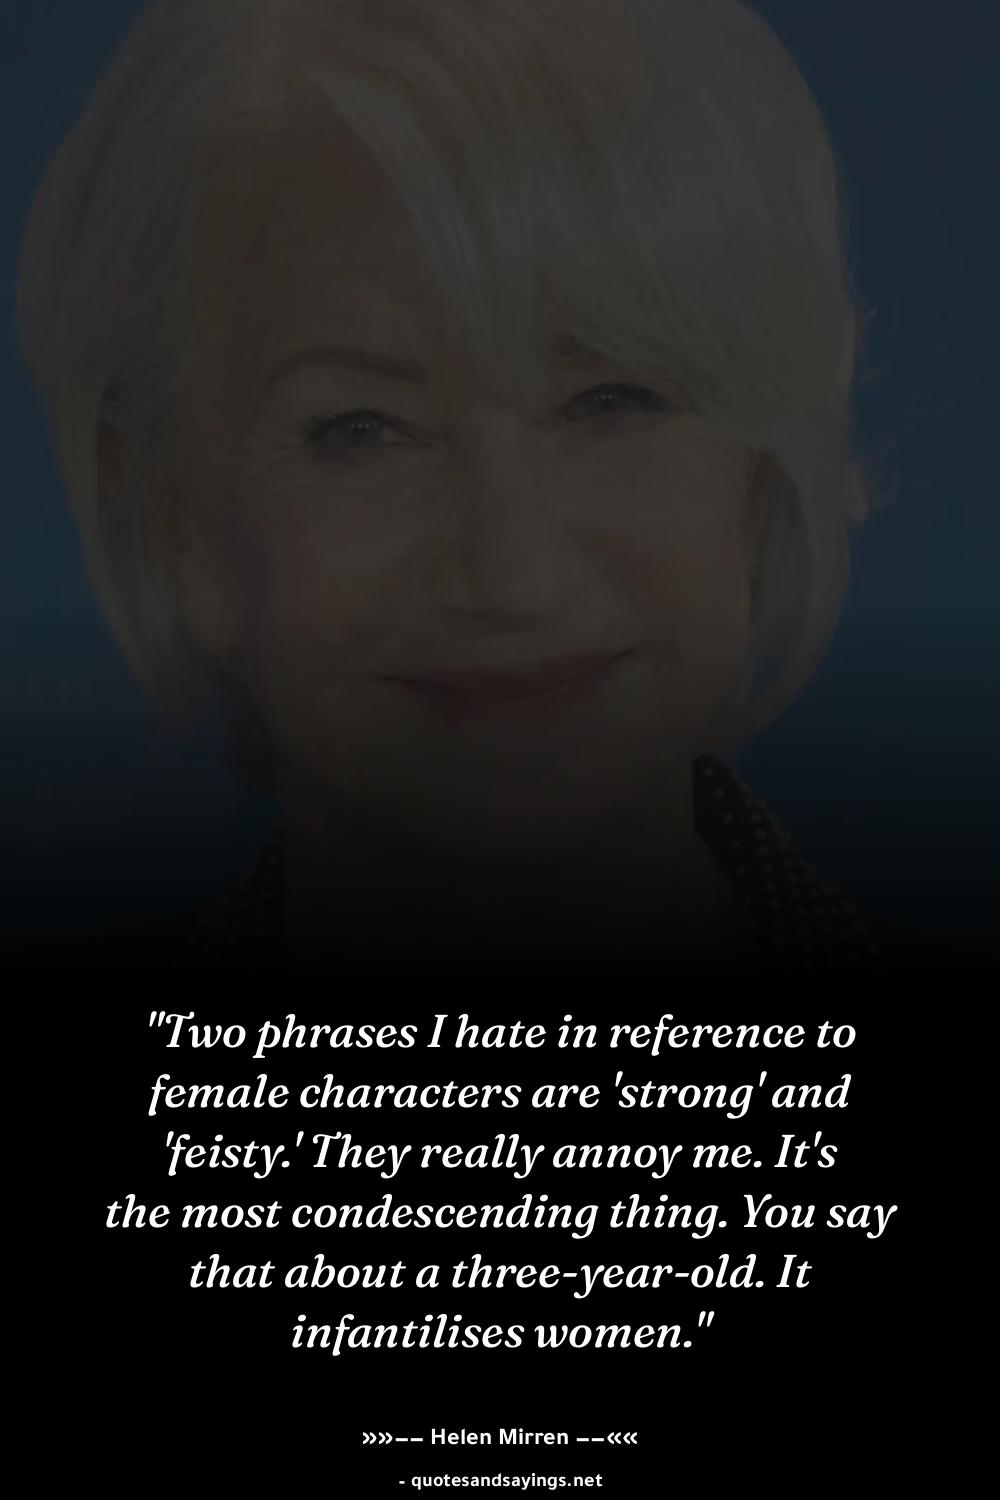 "Two phrases I hate in reference to
female characters are 'strong' and
'feisty.' They really annoy me. It's
the most condescending thing. You say
that about a three-year-old. It
infantilises women."
»»–– Helen Mirren ––««
- quotesandsayings.net